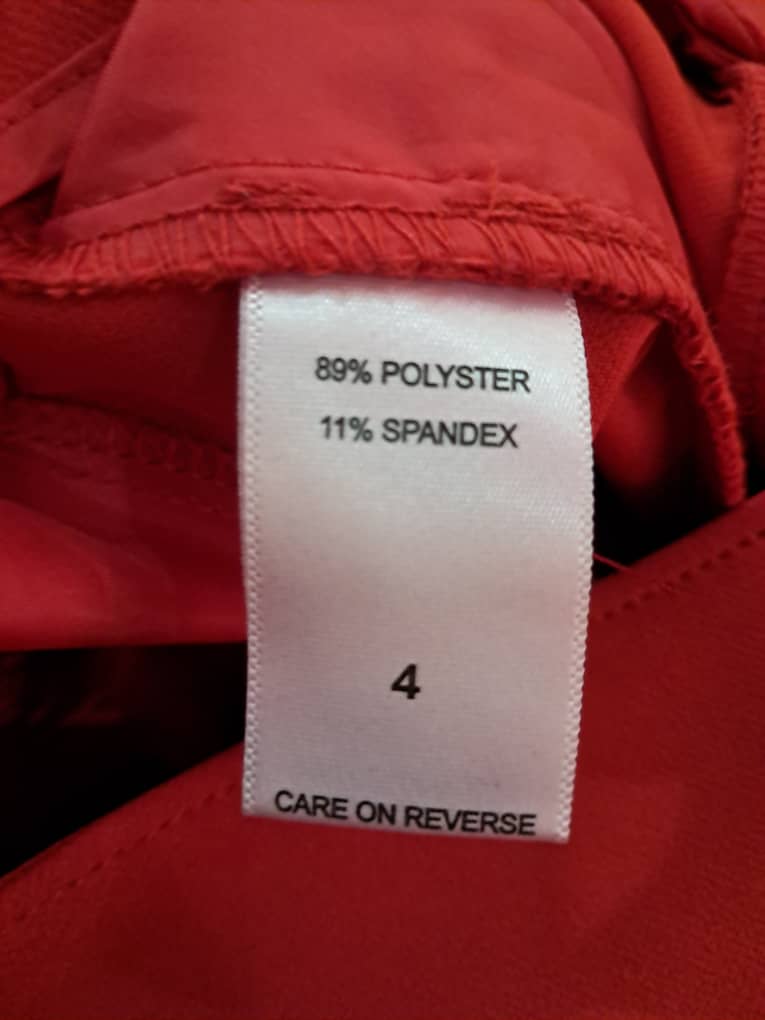 89% POLYSTER
11% SPANDEX
4
CARE ON REVERSE